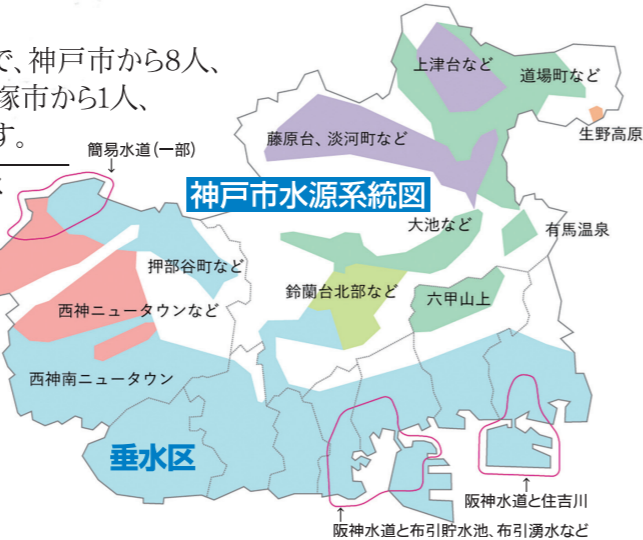 で、神戸市から8人、
塚市から1人、
す。
簡易水道(一部)
神戸市水源系統図
上津台など
道場町など
生野高原
藤原台、淡河町など
大池など
有馬温泉
押部谷町など
鈴蘭台北部など
六甲山上
西神ニュータウンなど
西神南ニュータウン
垂水区
阪神水道と住吉川
阪神水道と布引貯水池、布引湧水など